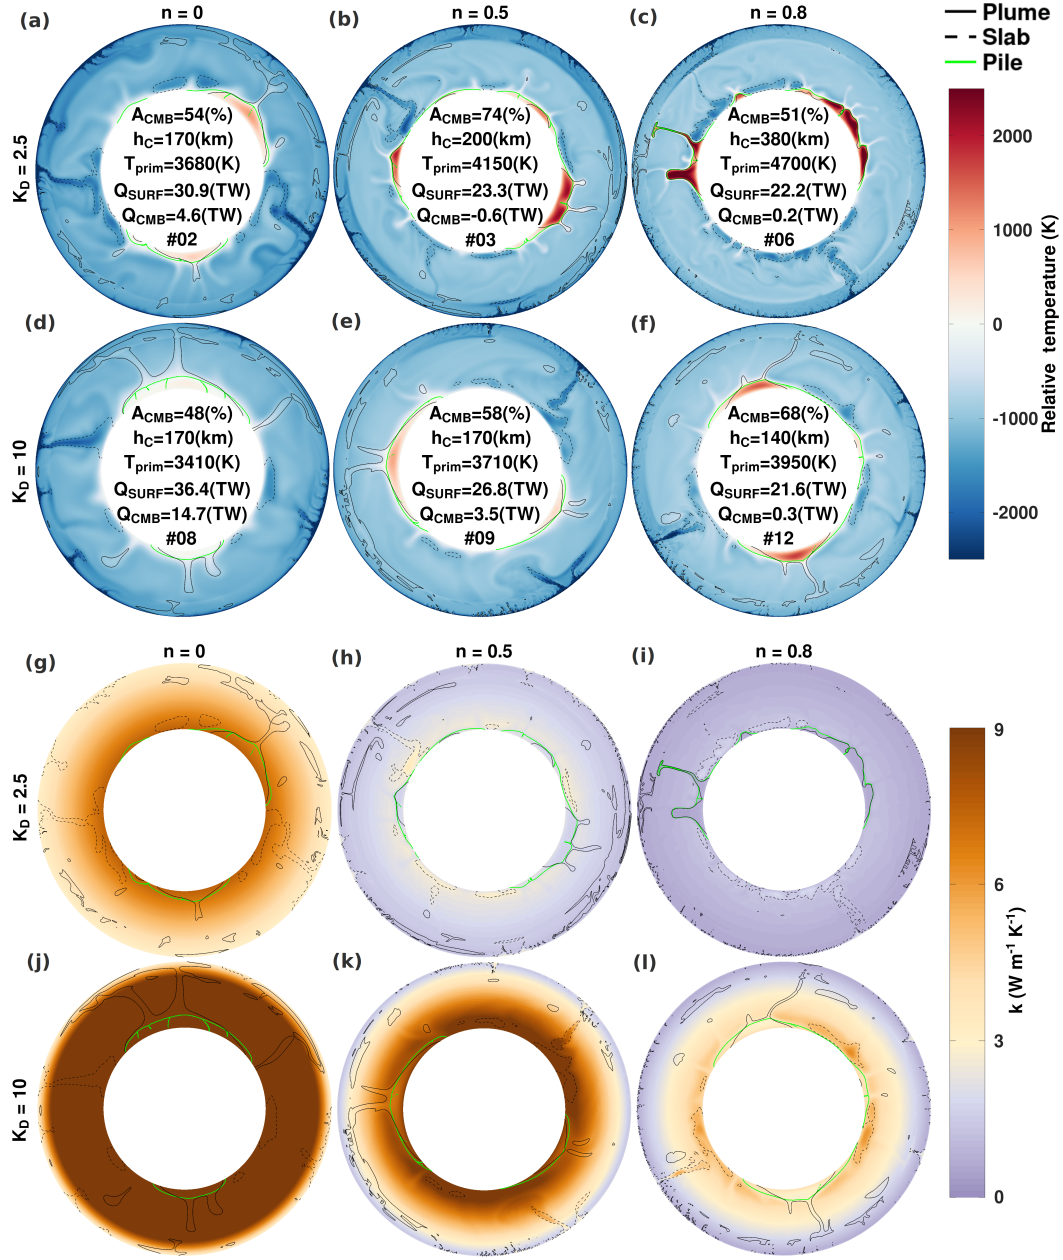 (a)
n = 0
(b)
n = 0.5
(c)
n = 0.8
Plume
Slab
Pile
K_D = 2.5
A_CMB=54(%)
h_C=170(km)
T_prim=3680(K)
Q_SURF=30.9(TW)
Q_CMB=4.6(TW)
#02
A_CMB=74(%)
h_C=200(km)
T_prim=4150(K)
Q_SURF=23.3(TW)
Q_CMB=-0.6(TW)
#03
A_CMB=51(%)
h_C=380(km)
T_prim=4700(K)
Q_SURF=22.2(TW)
Q_CMB=0.2(TW)
#06
2000
1000
0
-1000
-2000
Relative temperature (K)
(d)
(e)
(f)
K_D = 10
A_CMB=48(%)
h_C=170(km)
T_prim=3410(K)
Q_SURF=36.4(TW)
Q_CMB=14.7(TW)
#08
A_CMB=58(%)
h_C=170(km)
T_prim=3710(K)
Q_SURF=26.8(TW)
Q_CMB=3.5(TW)
#09
A_CMB=68(%)
h_C=140(km)
T_prim=3950(K)
Q_SURF=21.6(TW)
Q_CMB=0.3(TW)
#12
(g)
n = 0
(h)
n = 0.5
(i)
n = 0.8
K_D = 2.5
(j)
(k)
(l)
K_D = 10
9
6
3
0
k (W m⁻¹ K⁻¹)